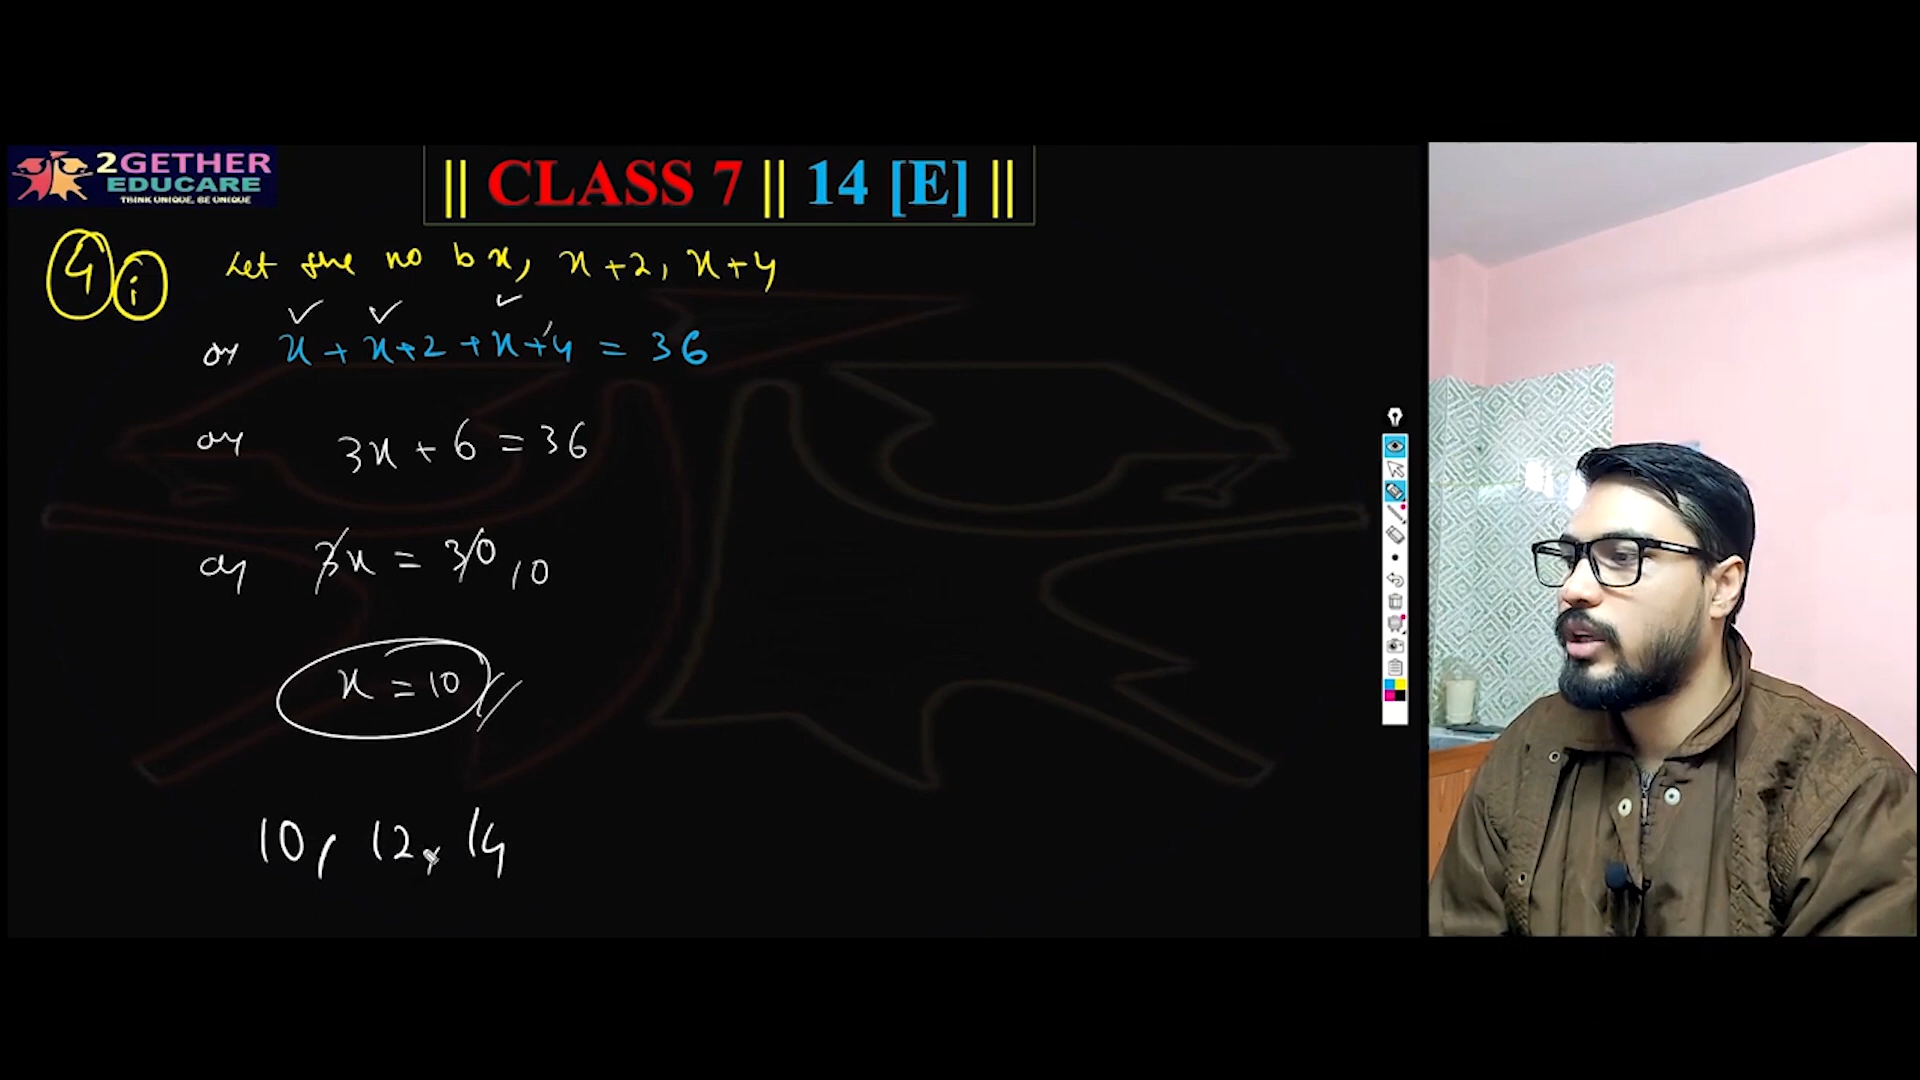 2GETHER
EDUCARE
THINK UNIQUE, BE UNIQUE
|| CLASS 7 || 14 [E] ||
4 i Let the no b x, x+2, x+4
or x + x+2 + x+4 = 36
or 3x + 6 = 36
or 3x = 30 10
x = 10
10, 12, 14